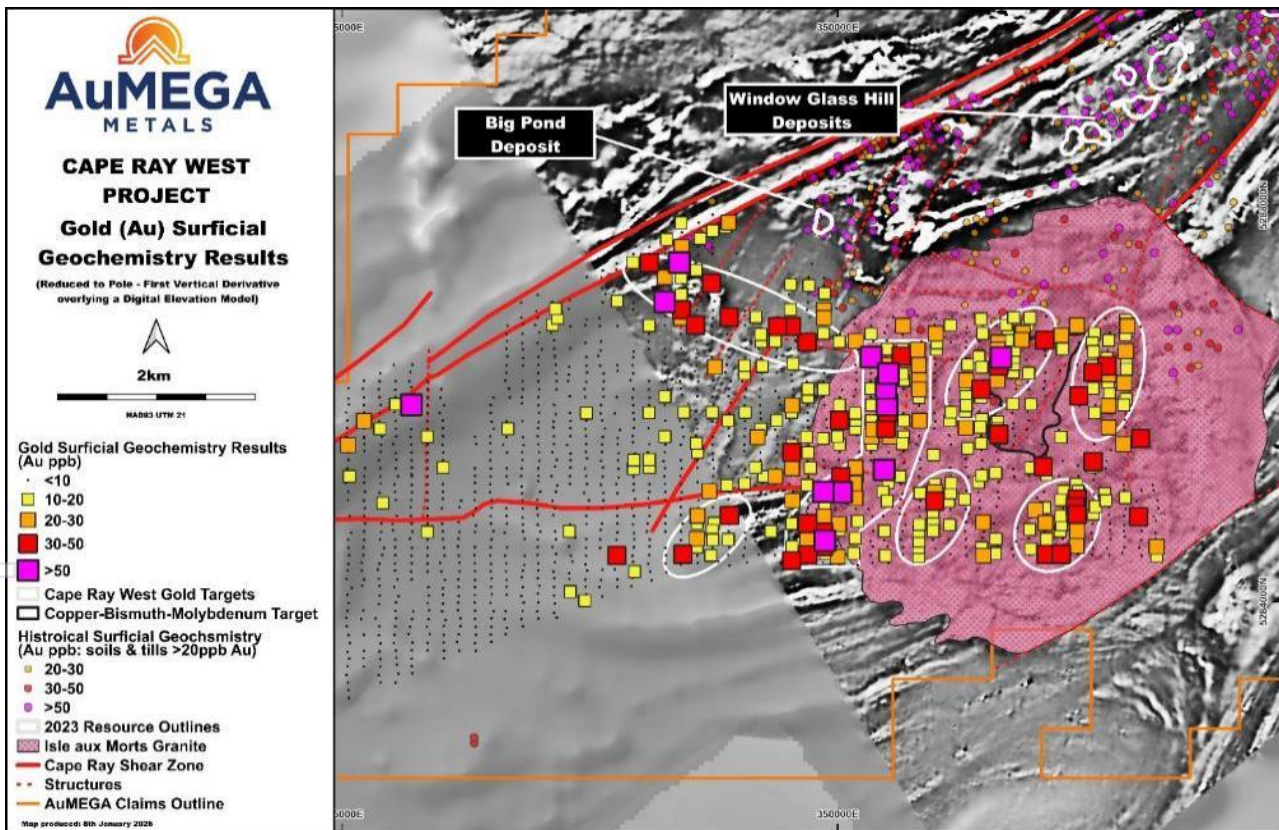 AuMEGA
METALS
CAPE RAY WEST
PROJECT
Gold (Au) Surficial
Geochemistry Results
(Reduced to Pole - First Vertical Derivative
overlying a Digital Elevation Model)
2km
NAD83 UTM 21
Gold Surficial Geochemistry Results
(Au ppb)
<10
10-20
20-30
30-50
>50
Cape Ray West Gold Targets
Copper-Bismuth-Molybdenum Target
Histroical Surficial Geochsmistry
(Au ppb: soils & tills >20ppb Au)
20-30
30-50
>50
2023 Resource Outlines
Isle aux Morts Granite
Cape Ray Shear Zone
Structures
AuMEGA Claims Outline
Map produced: 8th January 2026
5000E
350000E
Big Pond
Deposit
Window Glass Hill
Deposits
5284000N
5000E
350000E